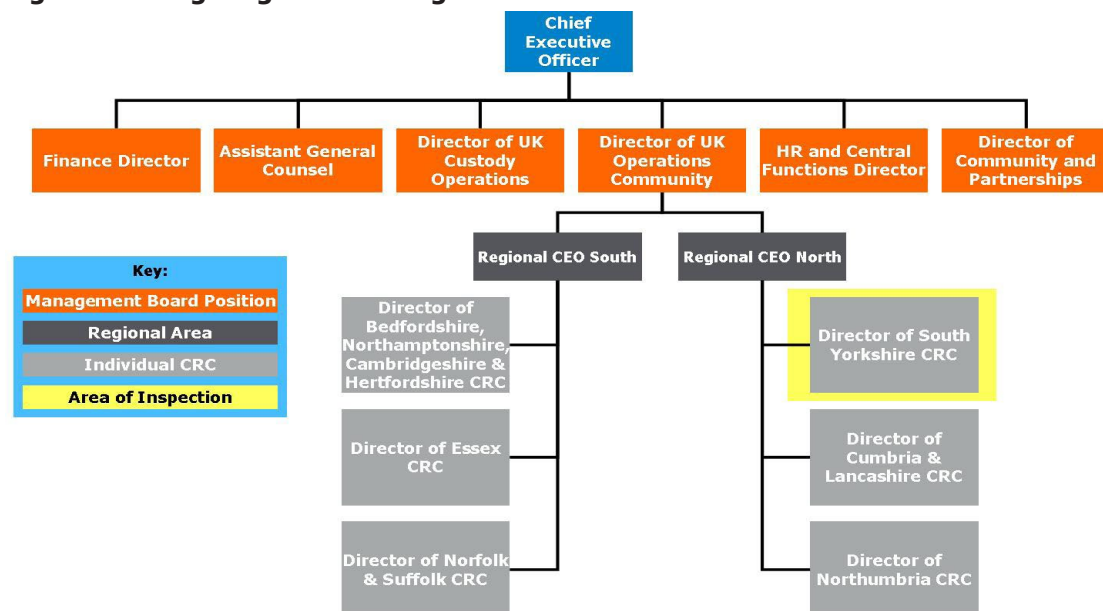 Chief
Executive
Officer
Finance Director
Assistant General
Counsel
Director of UK
Custody
Operations
Director of UK
Operations
Community
HR and Central
Functions Director
Director of
Community and
Partnerships
Regional CEO South
Regional CEO North
Key:
Management Board Position
Regional Area
Individual CRC
Area of Inspection
Director of
Bedfordshire,
Northamptonshire,
Cambridgeshire &
Hertfordshire CRC
Director of Essex
CRC
Director of Norfolk
& Suffolk CRC
Director of South
Yorkshire CRC
Director of
Cumbria &
Lancashire CRC
Director of
Northumbria CRC